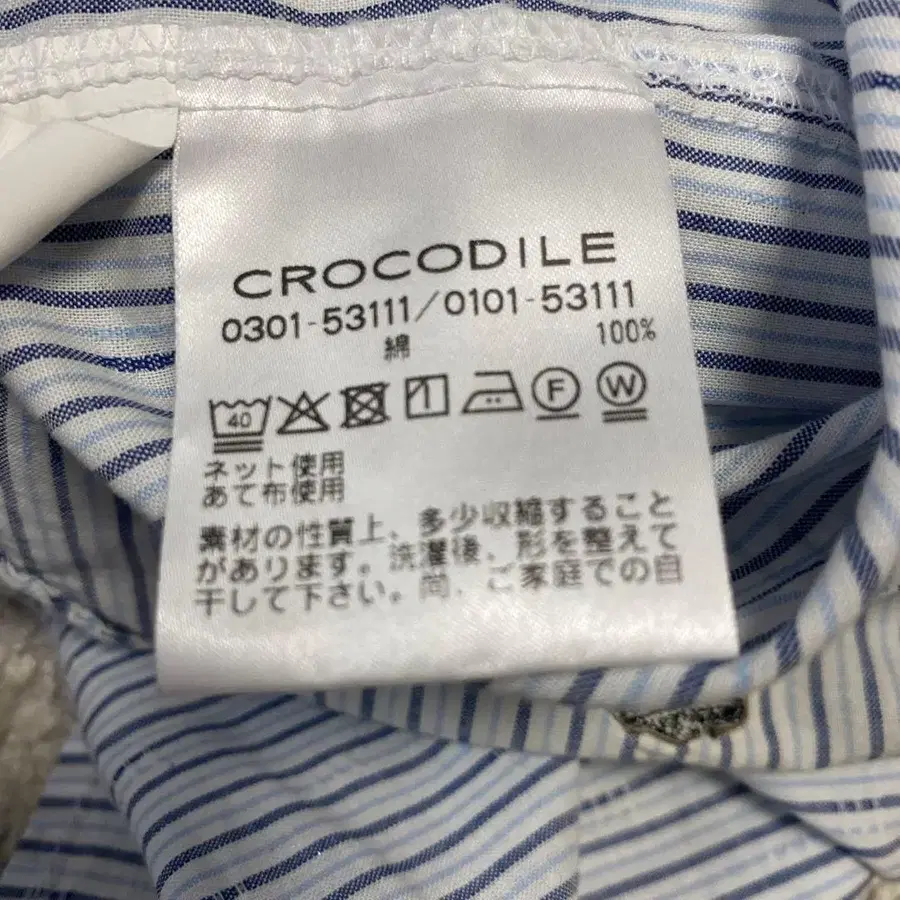 CROCODILE
0301-53111/0101-53111
綿 100%
40 F W
ネット使用
あて布使用
素材の性質上、多少収縮すること
があります。洗濯後、形を整えて
干して下さい。尚、ご家庭での自